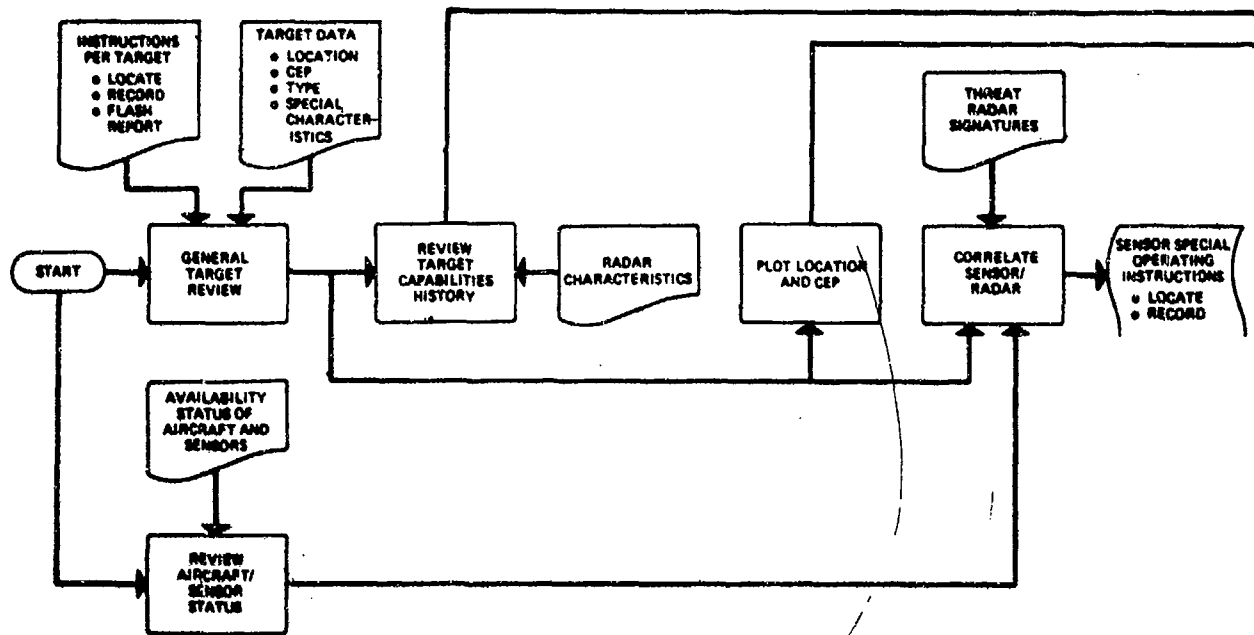 INSTRUCTIONS
PER TARGET
● LOCATE
● RECORD
● FLASH
REPORT
TARGET DATA
● LOCATION
● CEP
● TYPE
● SPECIAL
CHARACTER-
ISTICS
THREAT
RADAR
SIGNATURES
START
GENERAL
TARGET
REVIEW
REVIEW
TARGET
CAPABILITIES
HISTORY
RADAR
CHARACTERISTICS
PLOT LOCATION
AND CEP
CORRELATE
SENSOR/
RADAR
SENSOR SPECIAL
OPERATING
INSTRUCTIONS
● LOCATE
● RECORD
AVAILABILITY
STATUS OF
AIRCRAFT AND
SENSORS
REVIEW
AIRCRAFT/
SENSOR
STATUS